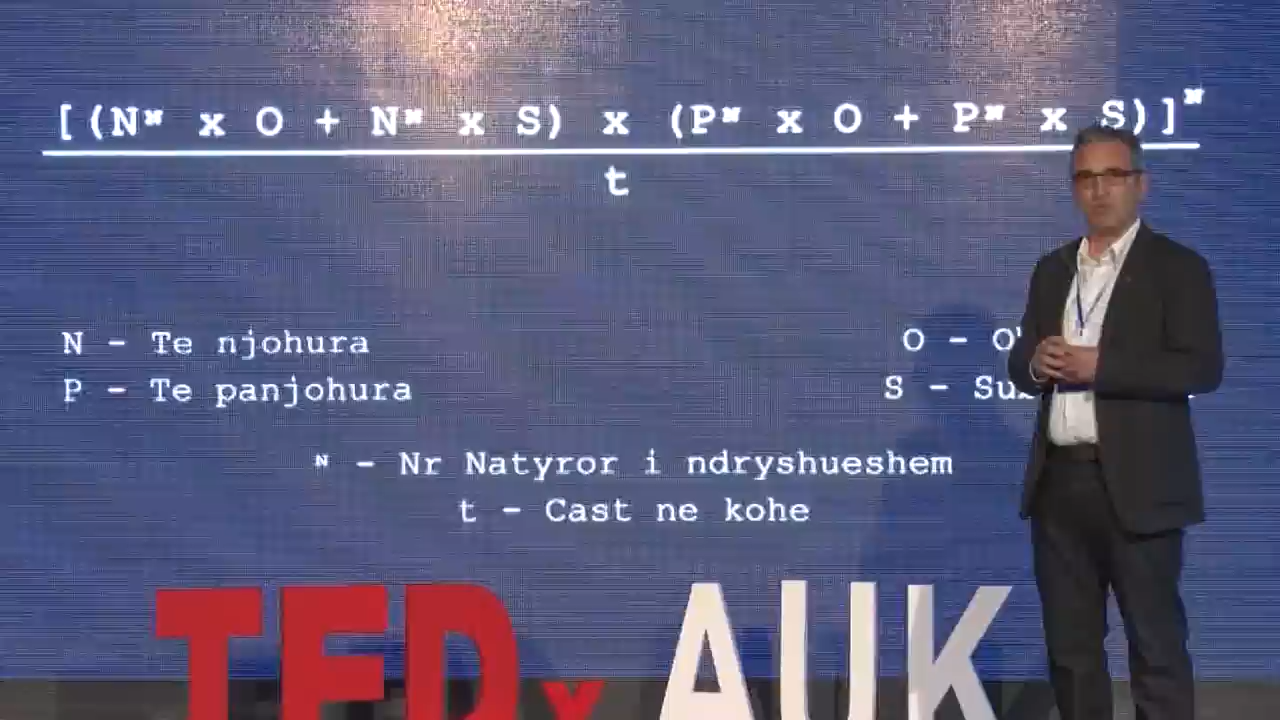 [(Nᴺ x O + Nᴺ x S) x (Pᴺ x O + Pᴺ x S)]ᴺ
t
N - Te njohura
O -
P - Te panjohura
S -
ᴺ - Nr Natyror i ndryshueshem
t - Cast ne kohe
TEDx AUK